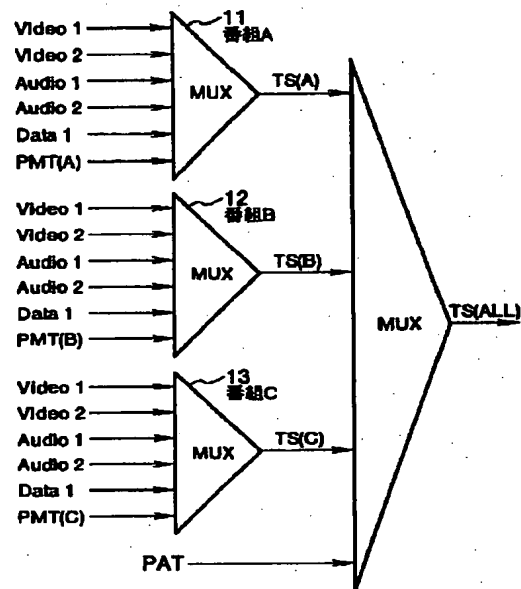 11
番組A
Video 1
Video 2
Audio 1
Audio 2
Data 1
PMT(A)
MUX
TS(A)
12
番組B
Video 1
Video 2
Audio 1
Audio 2
Data 1
PMT(B)
MUX
TS(B)
13
番組C
Video 1
Video 2
Audio 1
Audio 2
Data 1
PMT(C)
MUX
TS(C)
PAT
MUX
TS(ALL)